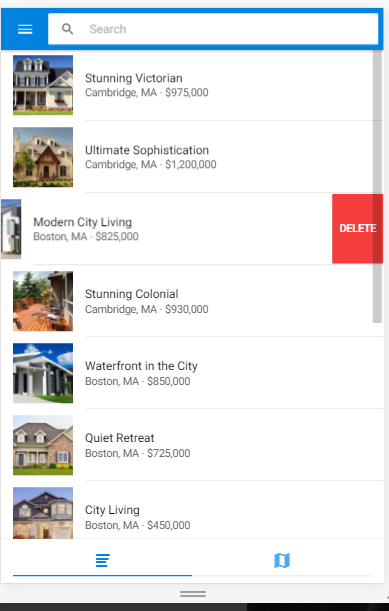 Search
Stunning Victorian
Cambridge, MA · $975,000
Ultimate Sophistication
Cambridge, MA · $1,200,000
Modern City Living
Boston, MA · $825,000
DELETE
Stunning Colonial
Cambridge, MA · $930,000
Waterfront in the City
Boston, MA · $850,000
Quiet Retreat
Boston, MA · $725,000
City Living
Boston, MA · $450,000